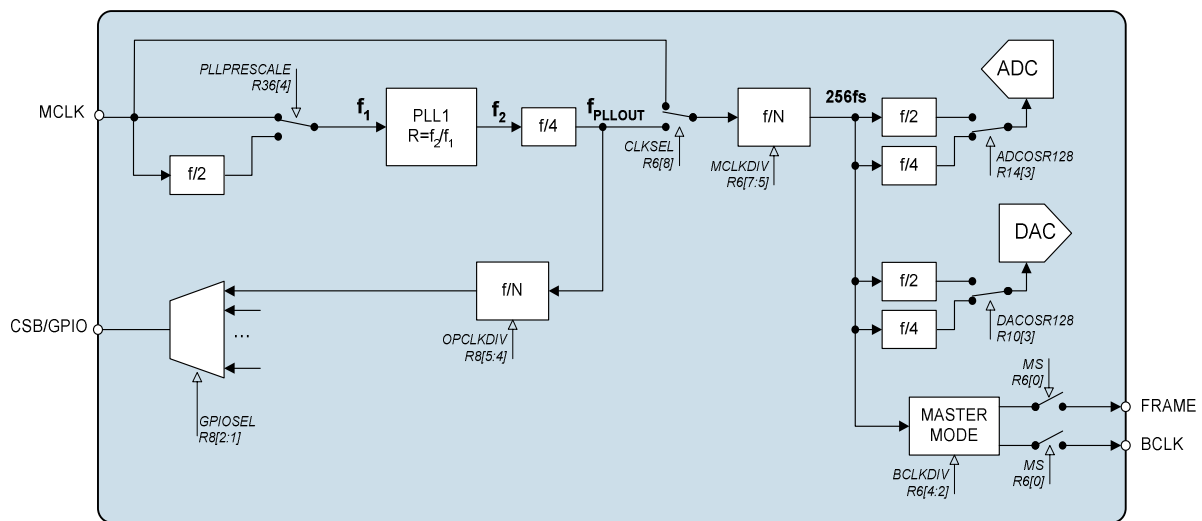 PLLPRESCALE
R36[4]
MCLK
f/2
f1
PLL1
R=f2/f1
f2
f/4
fPLLOUT
CLKSEL
R6[8]
f/N
MCLKDIV
R6[7:5]
256fs
f/2
f/4
ADC
ADCOSR128
R14[3]
DAC
f/2
f/4
DACOSR128
R10[3]
CSB/GPIO
...
GPIOSEL
R8[2:1]
f/N
OPCLKDIV
R8[5:4]
MASTER
MODE
BCLKDIV
R6[4:2]
MS
R6[0]
FRAME
BCLK
MS
R6[0]